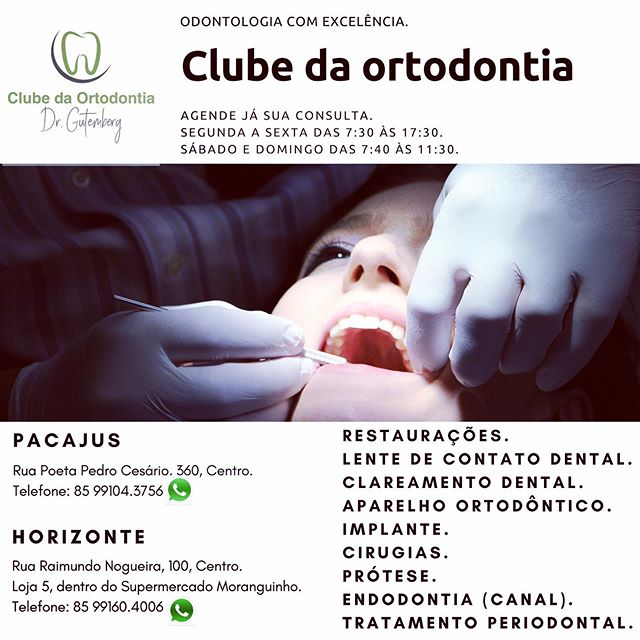 ODONTOLOGIA COM EXCELÊNCIA.
Clube da ortodontia
Clube da Ortodontia
Dr. Gutemberg
AGENDE JÁ SUA CONSULTA.
SEGUNDA A SEXTA DAS 7:30 ÀS 17:30.
SÁBADO E DOMINGO DAS 7:40 ÀS 11:30.
PACAJUS
Rua Poeta Pedro Cesário, 360, Centro.
Telefone: 85 99104.3756
HORIZONTE
Rua Raimundo Nogueira, 100, Centro.
Loja 5, dentro do Supermercado Moranguinho.
Telefone: 85 99160.4006
RESTAURAÇÕES.
LENTE DE CONTATO DENTAL.
CLAREAMENTO DENTAL.
APARELHO ORTODÔNTICO.
IMPLANTE.
CIRUGIAS.
PRÓTESE.
ENDODONTIA (CANAL).
TRATAMENTO PERIODONTAL.